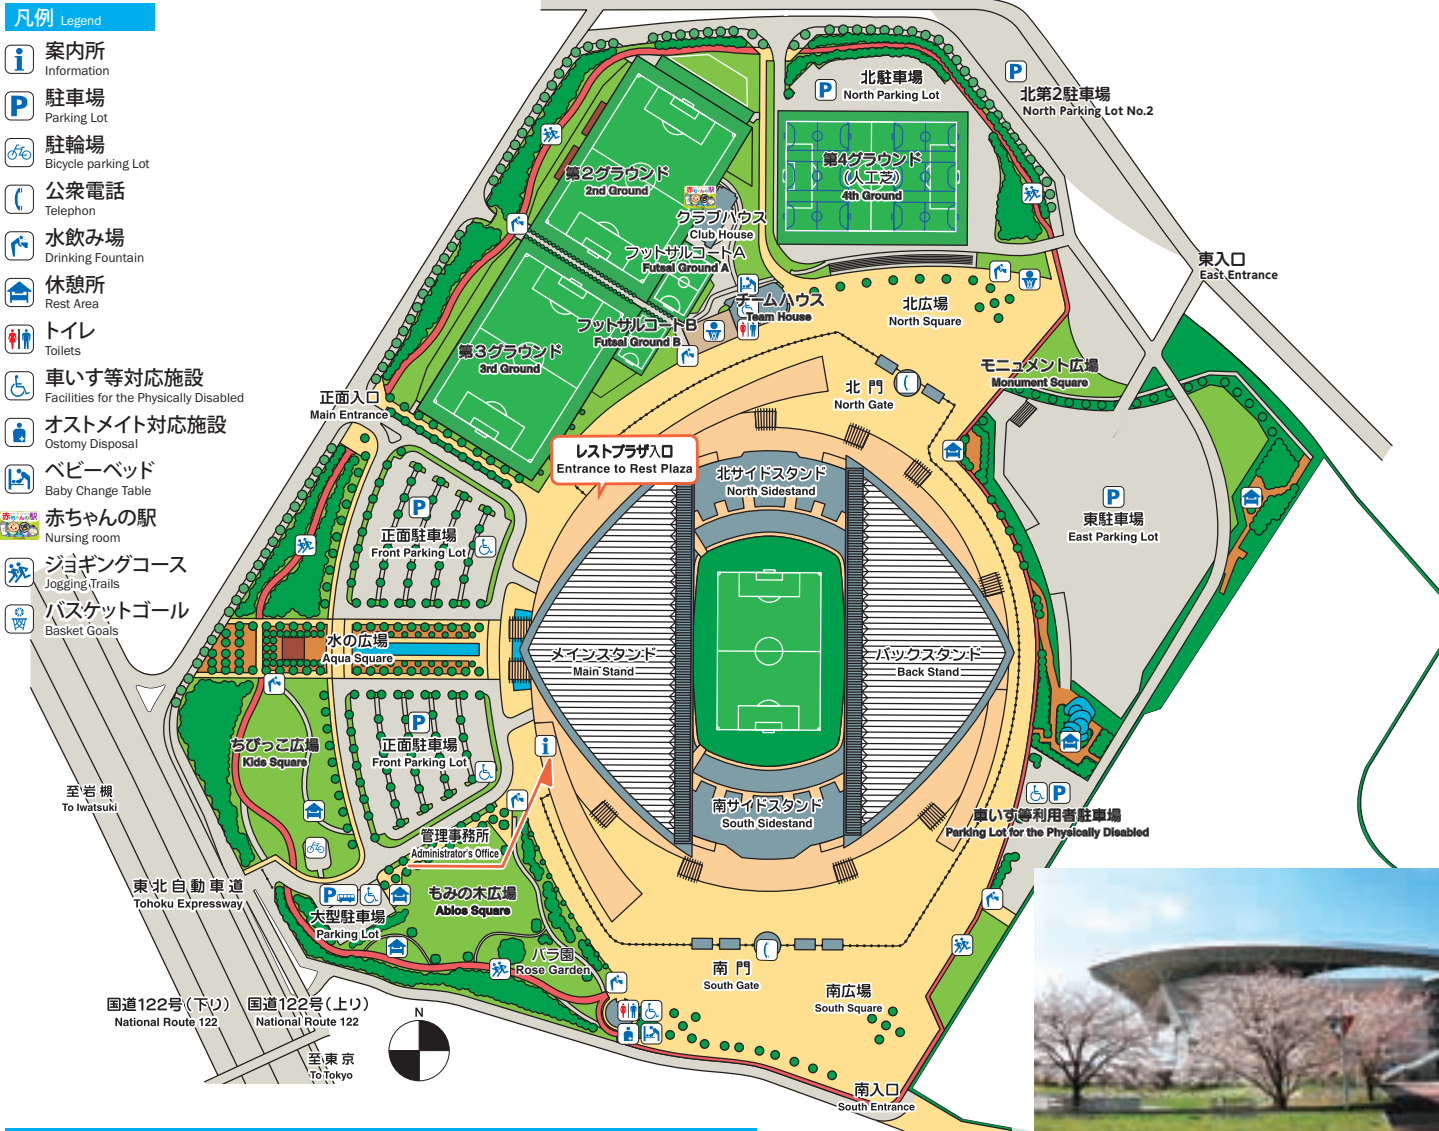 凡例 Legend
案内所
Information
駐車場
Parking Lot
駐輪場
Bicycle parking Lot
公衆電話
Telephon
水飲み場
Drinking Fountain
休憩所
Rest Area
トイレ
Toilets
車いす等対応施設
Facilities for the Physically Disabled
オストメイト対応施設
Ostomy Disposal
ベビーベッド
Baby Change Table
赤ちゃんの駅
赤ちゃんの駅
Nursing room
ジョギングコース
Jogging Trails
バスケットゴール
Basket Goals
北駐車場
North Parking Lot
北第2駐車場
North Parking Lot No.2
第2グラウンド
2nd Ground
第4グラウンド
(人工芝)
4th Ground
赤ちゃんの駅
クラブハウス
Club House
フットサルコートA
Futsal Ground A
東入口
East Entrance
チームハウス
Team House
北広場
North Square
フットサルコートB
Futsal Ground B
第3グラウンド
3rd Ground
モニュメント広場
Monument Square
正面入口
Main Entrance
北門
North Gate
レストプラザ入口
Entrance to Rest Plaza
北サイドスタンド
North Sidestand
P
正面駐車場
Front Parking Lot
P
東駐車場
East Parking Lot
水の広場
Aqua Square
メインスタンド
Main Stand
バックスタンド
Back Stand
ちびっこ広場
Kids Square
P
正面駐車場
Front Parking Lot
i
至岩槻
To Iwatsuki
南サイドスタンド
South Sidestand
P
車いす等利用者駐車場
Parking Lot for the Physically Disabled
管理事務所
Administrator's Office
東北自動車道
Tohoku Expressway
P
大型駐車場
Parking Lot
もみの木広場
Abios Square
バラ園
Rose Garden
南門
South Gate
南広場
South Square
国道122号(下り)
National Route 122
国道122号(上り)
National Route 122
N
至東京
To Tokyo
南入口
South Entrance